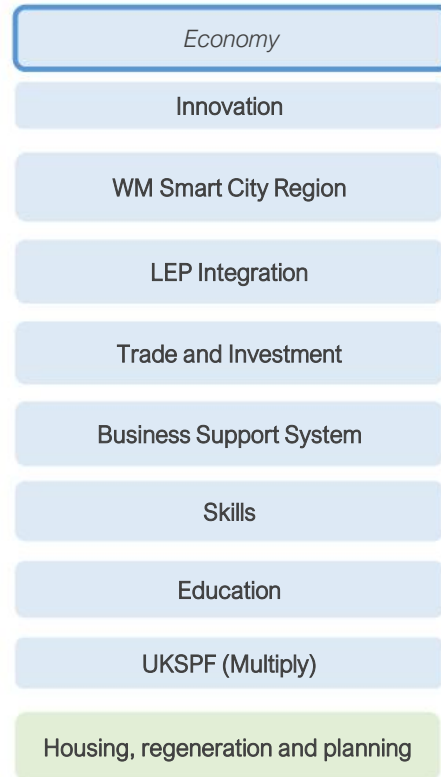 Economy
Innovation
WM Smart City Region
LEP Integration
Trade and Investment
Business Support System
Skills
Education
UKSPF (Multiply)
Housing, regeneration and planning